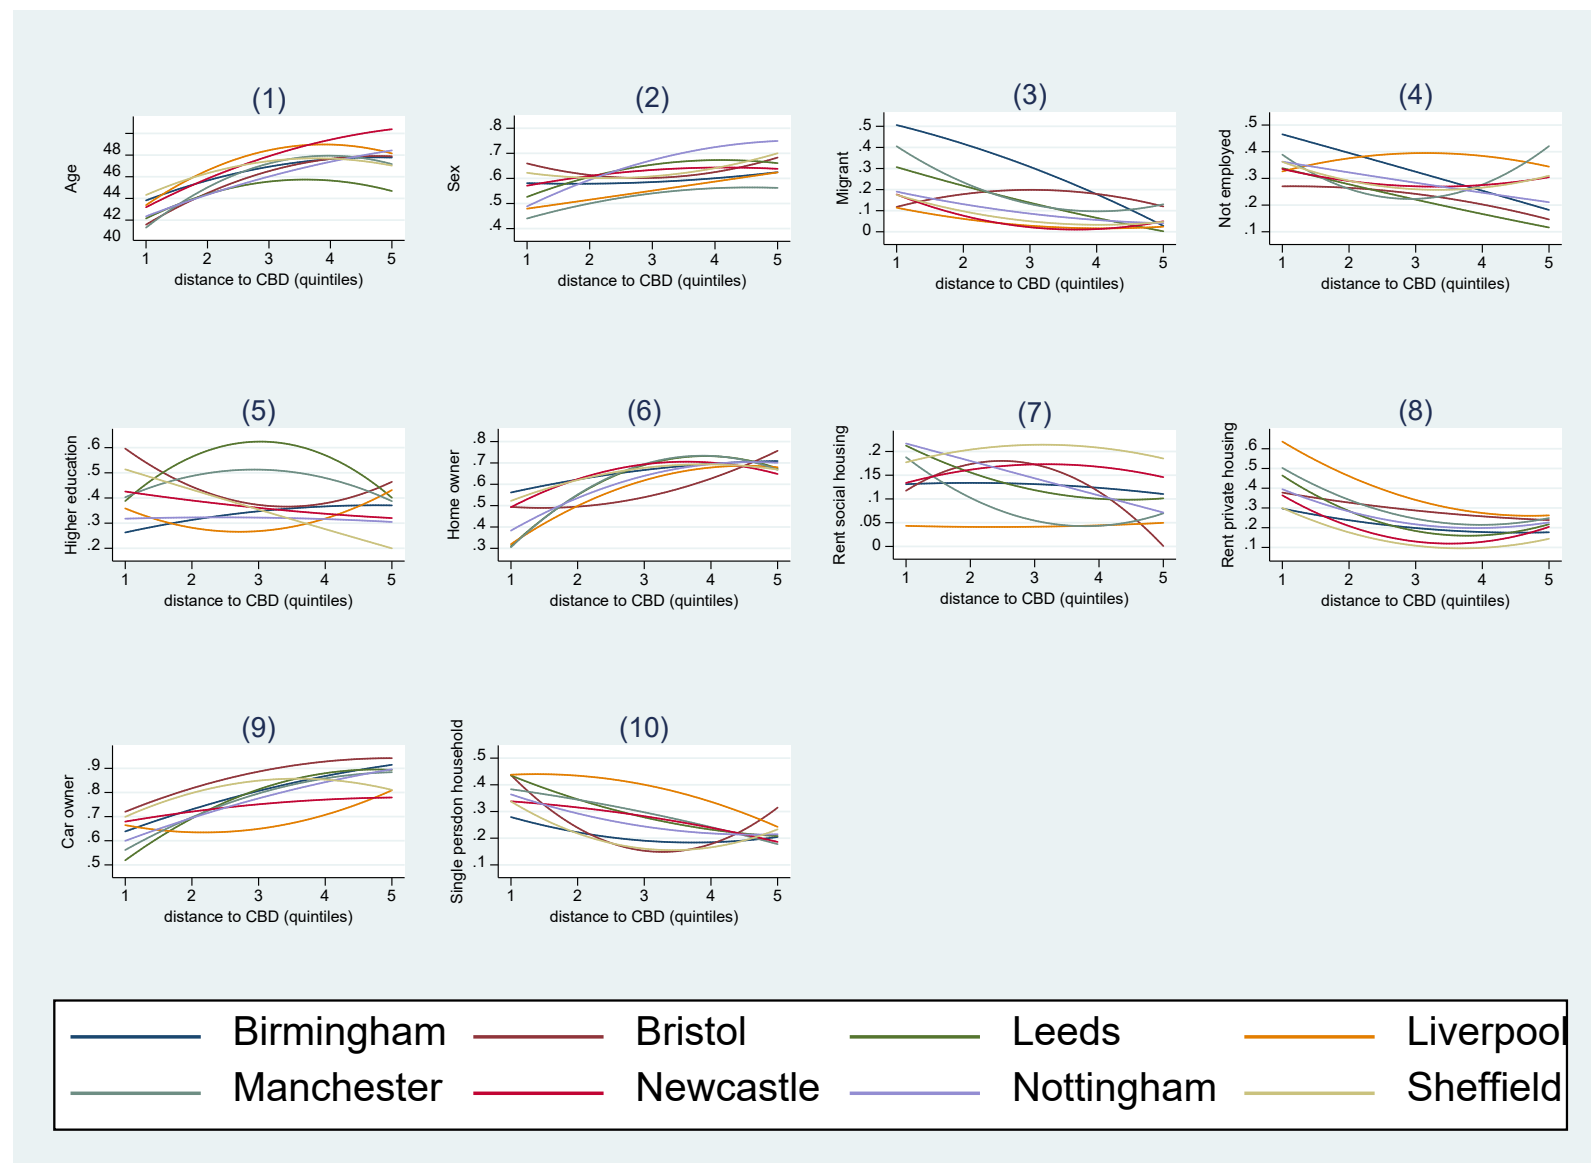 (1)
Age
48
46
44
42
40
1 2 3 4 5
distance to CBD (quintiles)
(2)
Sex
.8
.7
.6
.5
.4
1 2 3 4 5
distance to CBD (quintiles)
(3)
Migrant
.5
.4
.3
.2
.1
0
1 2 3 4 5
distance to CBD (quintiles)
(4)
Not employed
.5
.4
.3
.2
.1
1 2 3 4 5
distance to CBD (quintiles)
(5)
Higher education
.6
.5
.4
.3
.2
1 2 3 4 5
distance to CBD (quintiles)
(6)
Home owner
.8
.7
.6
.5
.4
.3
1 2 3 4 5
distance to CBD (quintiles)
(7)
Rent social housing
.2
.15
.1
.05
0
1 2 3 4 5
distance to CBD (quintiles)
(8)
Rent private housing
.6
.5
.4
.3
.2
.1
1 2 3 4 5
distance to CBD (quintiles)
(9)
Car owner
.9
.8
.7
.6
.5
1 2 3 4 5
distance to CBD (quintiles)
(10)
Single persdon household
.5
.4
.3
.2
.1
1 2 3 4 5
distance to CBD (quintiles)
Birmingham Bristol Leeds Liverpool
Manchester Newcastle Nottingham Sheffield